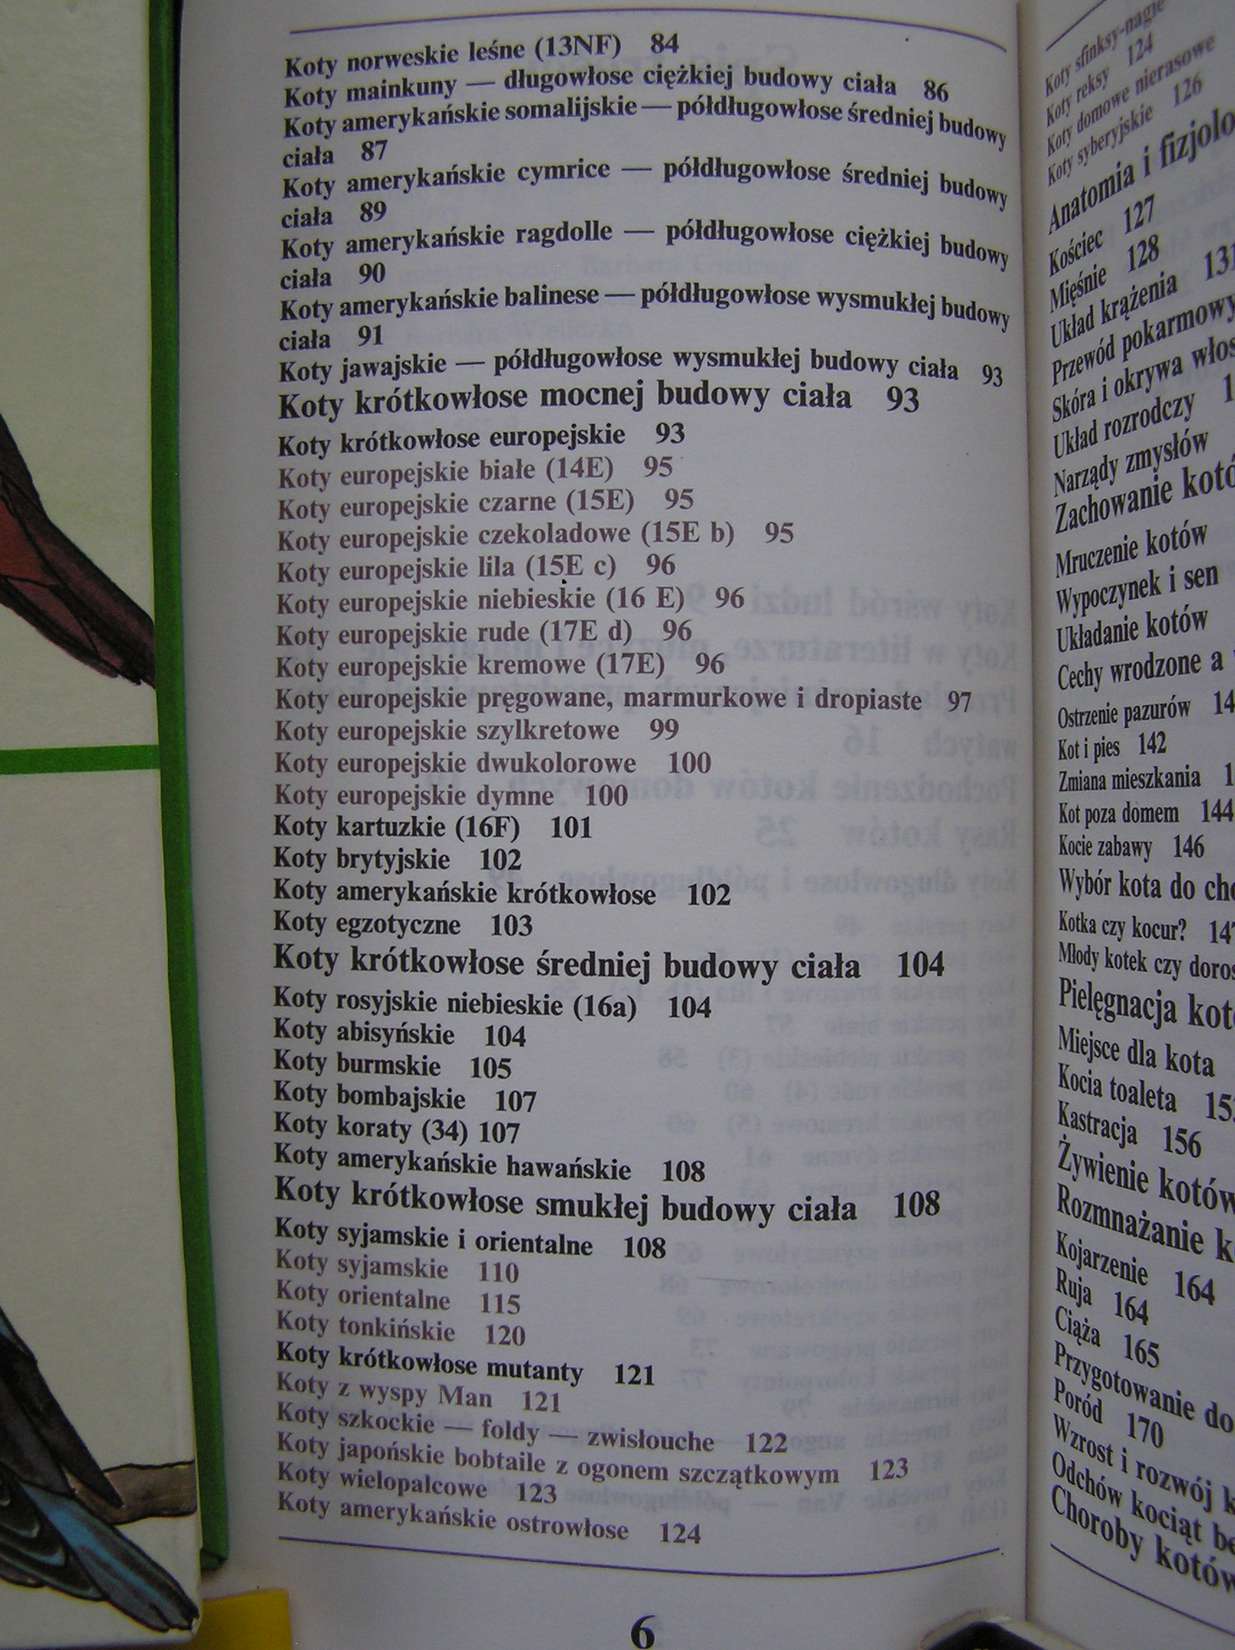 Koty norweskie leśne (13NF) 84
Koty mainkuny — długowłose ciężkiej budowy ciała 86
Koty amerykańskie somalijskie — półdługowłose średniej budowy
ciała 87
Koty amerykańskie cymrice — półdługowłose średniej budowy
ciała 89
Koty amerykańskie ragdolle — półdługowłose ciężkiej budowy
ciała 90
Koty amerykańskie balinese — półdługowłose wysmukłej budowy
ciała 91
Koty jawajskie — półdługowłose wysmukłej budowy ciała 93
Koty krótkowłose mocnej budowy ciała 93
Koty krótkowłose europejskie 93
Koty europejskie białe (14E) 95
Koty europejskie czarne (15E) 95
Koty europejskie czekoladowe (15E b) 95
Koty europejskie lila (15E c) 96
Koty europejskie niebieskie (16 E) 96
Koty europejskie rude (17E d) 96
Koty europejskie kremowe (17E) 96
Koty europejskie pręgowane, marmurkowe i dropiaste 97
Koty europejskie szylkretowe 99
Koty europejskie dwukolorowe 100
Koty europejskie dymne 100
Koty kartuzkie (16F) 101
Koty brytyjskie 102
Koty amerykańskie krótkowłose 102
Koty egzotyczne 103
Koty krótkowłose średniej budowy ciała 104
Koty rosyjskie niebieskie (16a) 104
Koty abisyńskie 104
Koty burmskie 105
Koty bombajskie 107
Koty koraty (34) 107
Koty amerykańskie hawańskie 108
Koty krótkowłose smukłej budowy ciała 108
Koty syjamskie i orientalne 108
Koty syjamskie 110
Koty orientalne 115
Koty tonkińskie 120
Koty krótkowłose mutanty 121
Koty z wyspy Man 121
Koty szkockie — foldy — zwisłouche 122
Koty japońskie bobtaile z ogonem szczątkowym 123
Koty wielopalcowe 123
Koty amerykańskie ostrowłose 124
6
Koty sfinksy-nagie
Koty reksy 124
Koty domowe nierasowe
Koty syberyjskie 126
Anatomia i fizjolo
Kościec 127
Mięśnie 128
Układ krążenia 131
Przewód pokarmowy
Skóra i okrywa włos
Układ rozrodczy 1
Narządy zmysłów
Zachowanie kotó
Mruczenie kotów
Wypoczynek i sen
Układanie kotów
Cechy wrodzone a
Ostrzenie pazurów 14
Kot i pies 142
Zmiana mieszkania 1
Kot poza domem 144
Kocie zabawy 146
Wybór kota do cho
Kotka czy kocur? 147
Młody kotek czy doros
Pielęgnacja kot
Miejsce dla kota
Kocia toaleta 15
Kastracja 156
Żywienie kotów
Rozmnażanie k
Kojarzenie 164
Ruja 164
Ciąża 165
Przygotowanie do
Poród 170
Wzrost i rozwój k
Odchów kociąt be
Choroby kotów